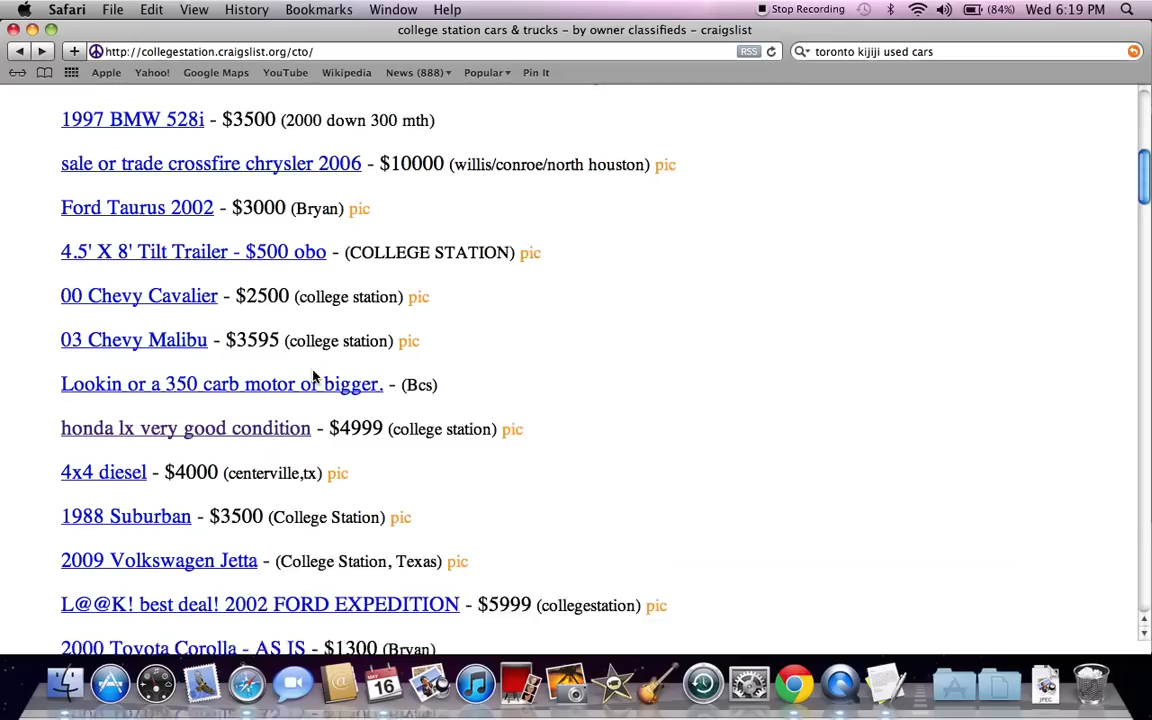 Safari File Edit View History Bookmarks Window Help Stop Recording (84%) Wed 6:19 PM
college station cars & trucks – by owner classifieds – craigslist
http://collegestation.craigslist.org/cto/ RSS toronto kijiji used cars
Apple Yahoo! Google Maps YouTube Wikipedia News (888) Popular Pin It
1997 BMW 528i - $3500 (2000 down 300 mth)
sale or trade crossfire chrysler 2006 - $10000 (willis/conroe/north houston) pic
Ford Taurus 2002 - $3000 (Bryan) pic
4.5' X 8' Tilt Trailer - $500 obo - (COLLEGE STATION) pic
00 Chevy Cavalier - $2500 (college station) pic
03 Chevy Malibu - $3595 (college station) pic
Lookin or a 350 carb motor or bigger. - (Bcs)
honda lx very good condition - $4999 (college station) pic
4x4 diesel - $4000 (centerville,tx) pic
1988 Suburban - $3500 (College Station) pic
2009 Volkswagen Jetta - (College Station, Texas) pic
L@@K! best deal! 2002 FORD EXPEDITION - $5999 (collegestation) pic
2000 Toyota Corolla - AS IS - $1300 (Bryan)
MAY
16
JPEG